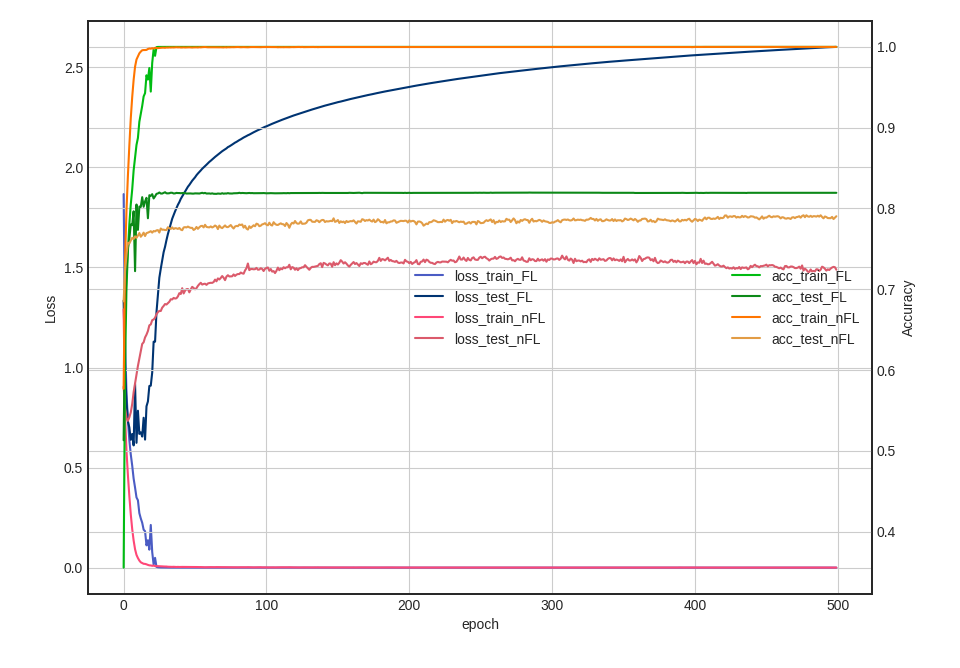 2.5
2.0
1.5
1.0
0.5
0.0
Loss
1.0
0.9
0.8
0.7
0.6
0.5
0.4
Accuracy
loss_train_FL
loss_test_FL
loss_train_nFL
loss_test_nFL
acc_train_FL
acc_test_FL
acc_train_nFL
acc_test_nFL
0 100 200 300 400 500
epoch